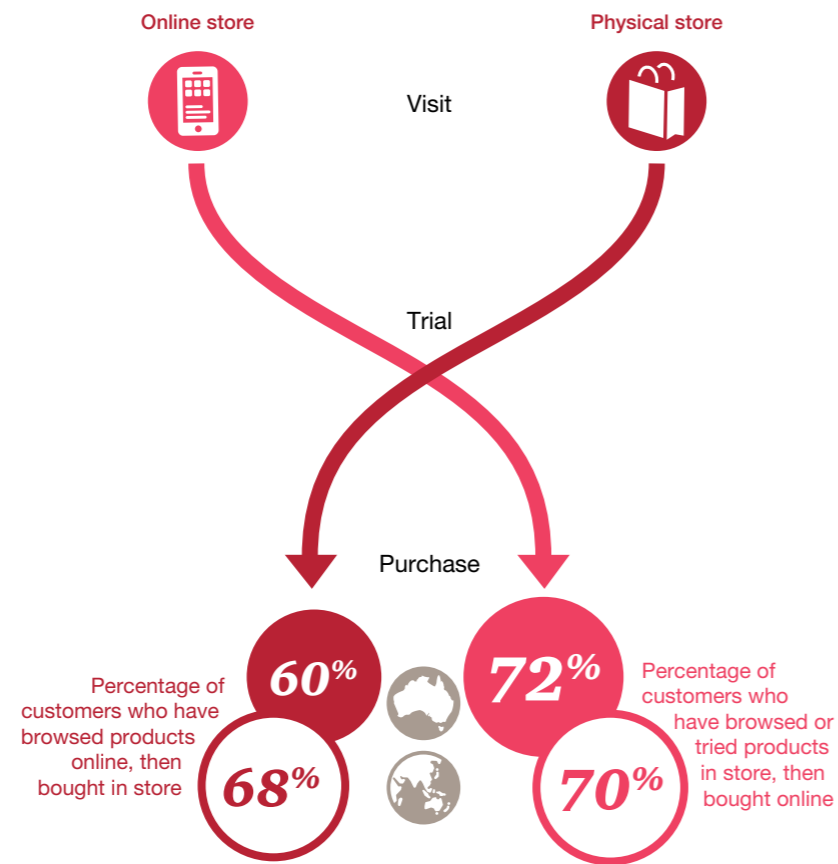 Online store
Physical store
Visit
Trial
Purchase
60%
72%
Percentage of
customers who have
browsed products
online, then
bought in store
Percentage of
customers who
have browsed or
tried products
in store, then
bought online
68%
70%